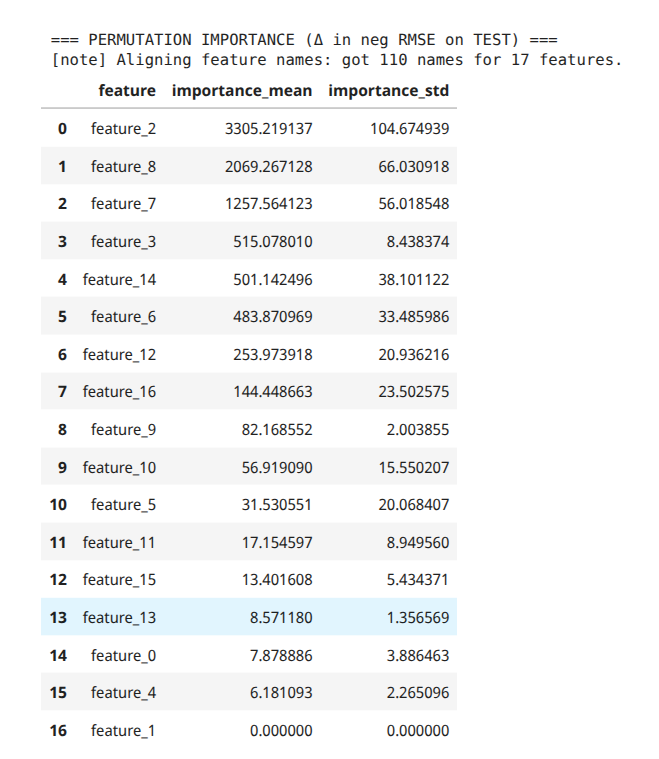 === PERMUTATION IMPORTANCE (Δ in neg RMSE on TEST) ===
[note] Aligning feature names: got 110 names for 17 features.
feature importance_mean importance_std
0 feature_2 3305.219137 104.674939
1 feature_8 2069.267128 66.030918
2 feature_7 1257.564123 56.018548
3 feature_3 515.078010 8.438374
4 feature_14 501.142496 38.101122
5 feature_6 483.870969 33.485986
6 feature_12 253.973918 20.936216
7 feature_16 144.448663 23.502575
8 feature_9 82.168552 2.003855
9 feature_10 56.919090 15.550207
10 feature_5 31.530551 20.068407
11 feature_11 17.154597 8.949560
12 feature_15 13.401608 5.434371
13 feature_13 8.571180 1.356569
14 feature_0 7.878886 3.886463
15 feature_4 6.181093 2.265096
16 feature_1 0.000000 0.000000